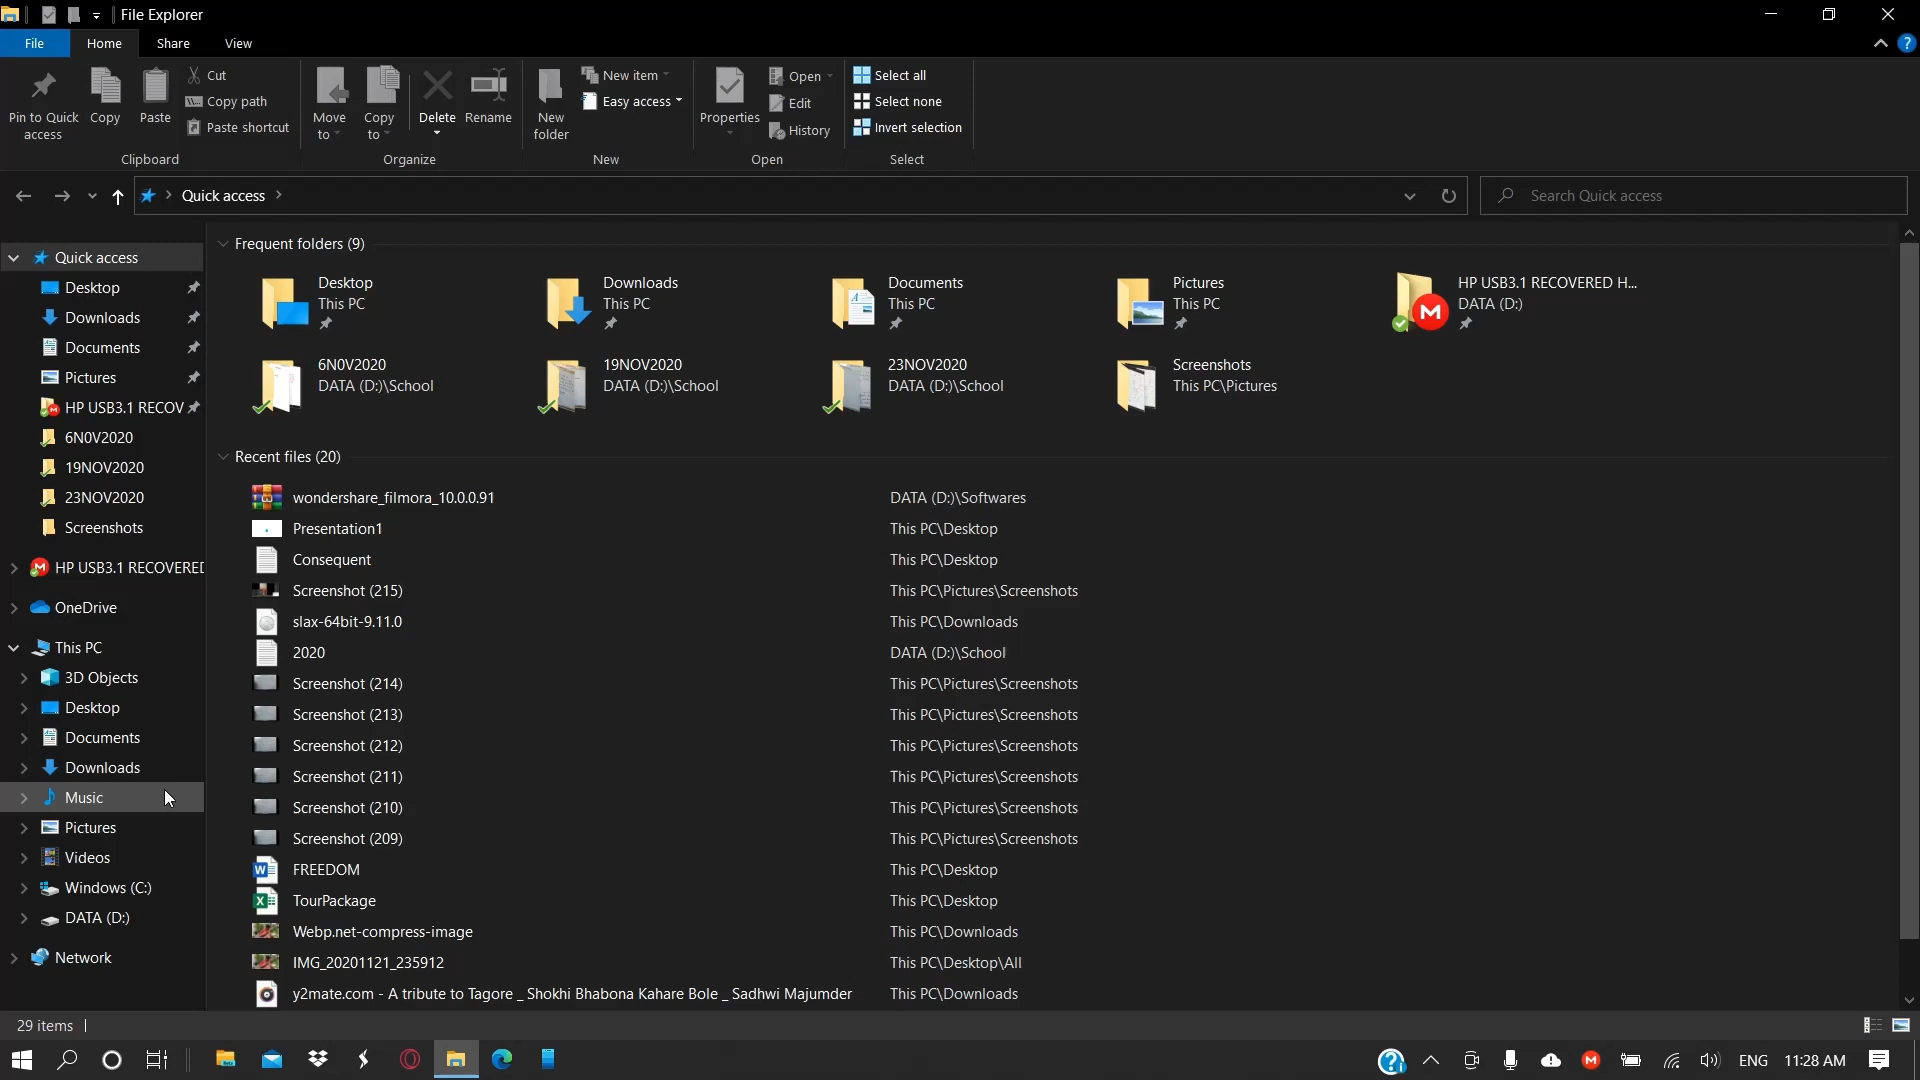 File Explorer
File
Home
Share
View
Pin to Quick access
Copy
Paste
Cut
Copy path
Paste shortcut
Clipboard
Move to
Copy to
Delete
Rename
Organize
New folder
New item
Easy access
New
Properties
Open
Edit
History
Open
Select all
Select none
Invert selection
Select
Quick access
Search Quick access
Quick access
Desktop
Downloads
Documents
Pictures
HP USB3.1 RECOV
6N0V2020
19NOV2020
23NOV2020
Screenshots
HP USB3.1 RECOVERED
OneDrive
This PC
3D Objects
Desktop
Documents
Downloads
Music
Pictures
Videos
Windows (C:)
DATA (D:)
Network
Frequent folders (9)
Desktop
This PC
Downloads
This PC
Documents
This PC
Pictures
This PC
HP USB3.1 RECOVERED H...
DATA (D:)
6N0V2020
DATA (D:)\School
19NOV2020
DATA (D:)\School
23NOV2020
DATA (D:)\School
Screenshots
This PC\Pictures
Recent files (20)
wondershare_filmora_10.0.0.91 DATA (D:)\Softwares
Presentation1 This PC\Desktop
Consequent This PC\Desktop
Screenshot (215) This PC\Pictures\Screenshots
slax-64bit-9.11.0 This PC\Downloads
2020 DATA (D:)\School
Screenshot (214) This PC\Pictures\Screenshots
Screenshot (213) This PC\Pictures\Screenshots
Screenshot (212) This PC\Pictures\Screenshots
Screenshot (211) This PC\Pictures\Screenshots
Screenshot (210) This PC\Pictures\Screenshots
Screenshot (209) This PC\Pictures\Screenshots
FREEDOM This PC\Desktop
TourPackage This PC\Desktop
Webp.net-compress-image This PC\Downloads
IMG_20201121_235912 This PC\Desktop\All
y2mate.com - A tribute to Tagore _ Shokhi Bhabona Kahare Bole _ Sadhwi Majumder This PC\Downloads
29 items
ENG
11:28 AM